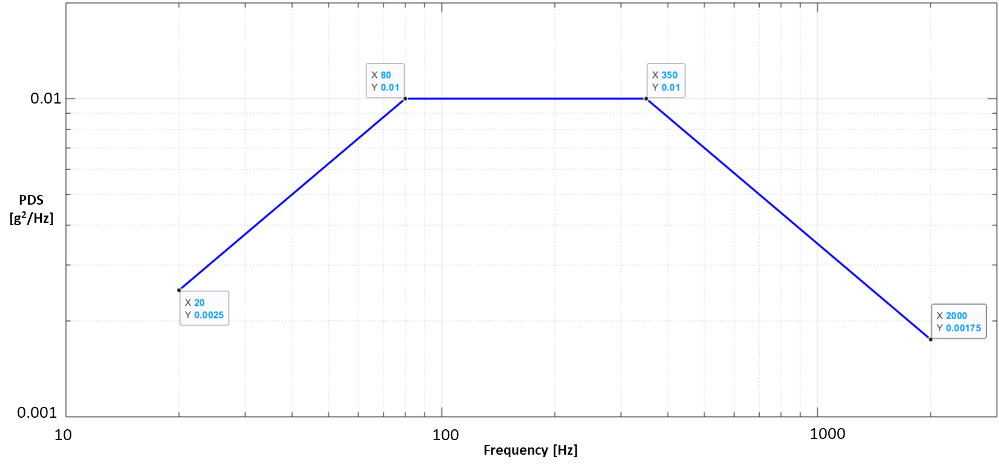 X 80
Y 0.01
X 350
Y 0.01
0.01
PDS
[g²/Hz]
X 20
Y 0.0025
X 2000
Y 0.00175
0.001
10
100
1000
Frequency [Hz]